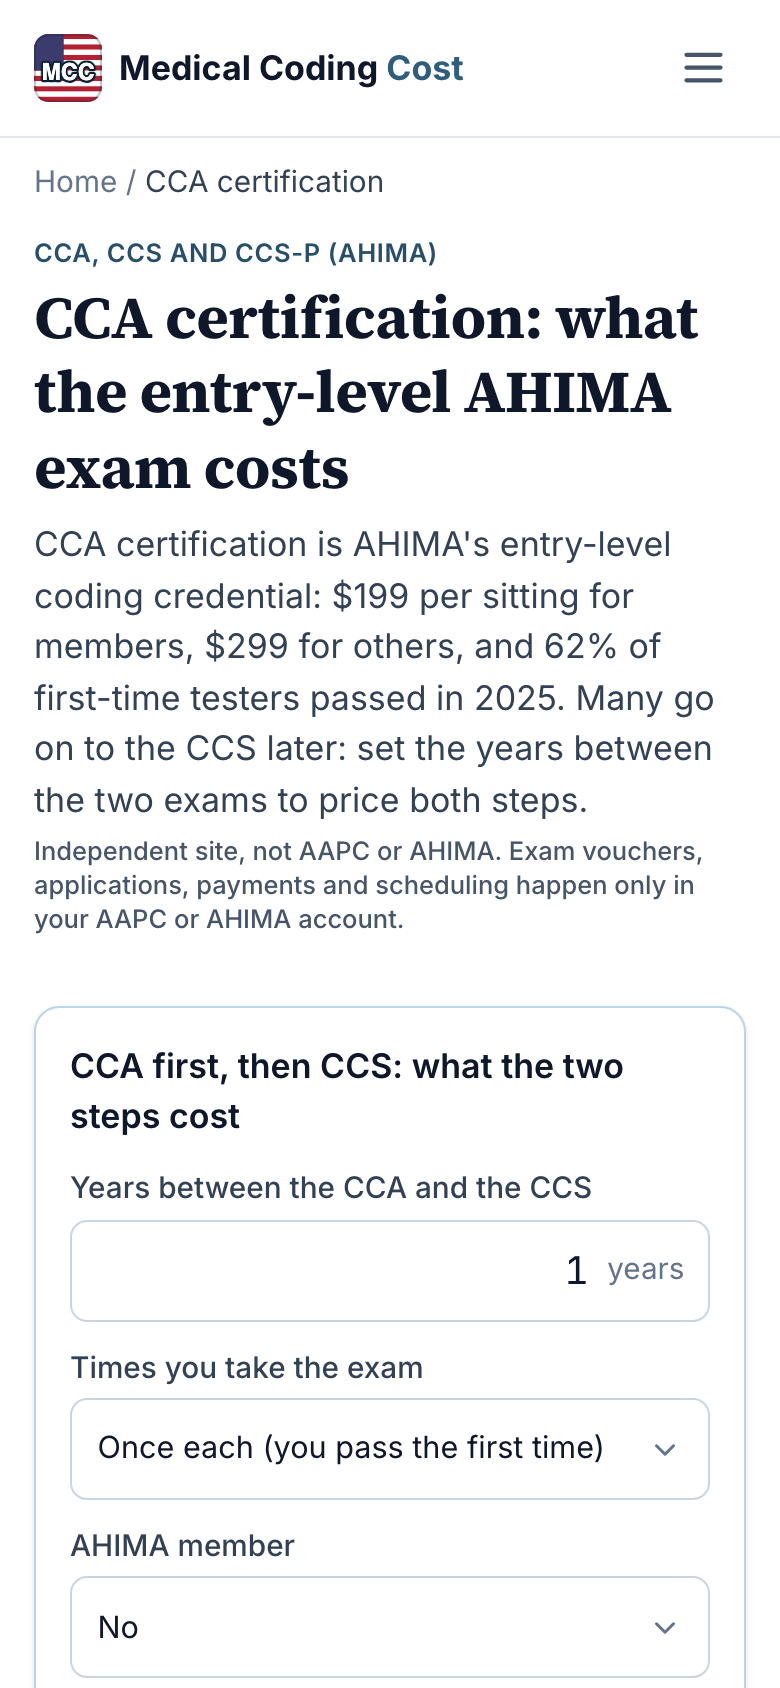 MCC
Medical Coding Cost
Home / CCA certification
CCA, CCS AND CCS-P (AHIMA)
CCA certification: what
the entry-level AHIMA
exam costs
CCA certification is AHIMA's entry-level
coding credential: $199 per sitting for
members, $299 for others, and 62% of
first-time testers passed in 2025. Many go
on to the CCS later: set the years between
the two exams to price both steps.
Independent site, not AAPC or AHIMA. Exam vouchers,
applications, payments and scheduling happen only in
your AAPC or AHIMA account.
CCA first, then CCS: what the two
steps cost
Years between the CCA and the CCS
1 years
Times you take the exam
Once each (you pass the first time)
AHIMA member
No